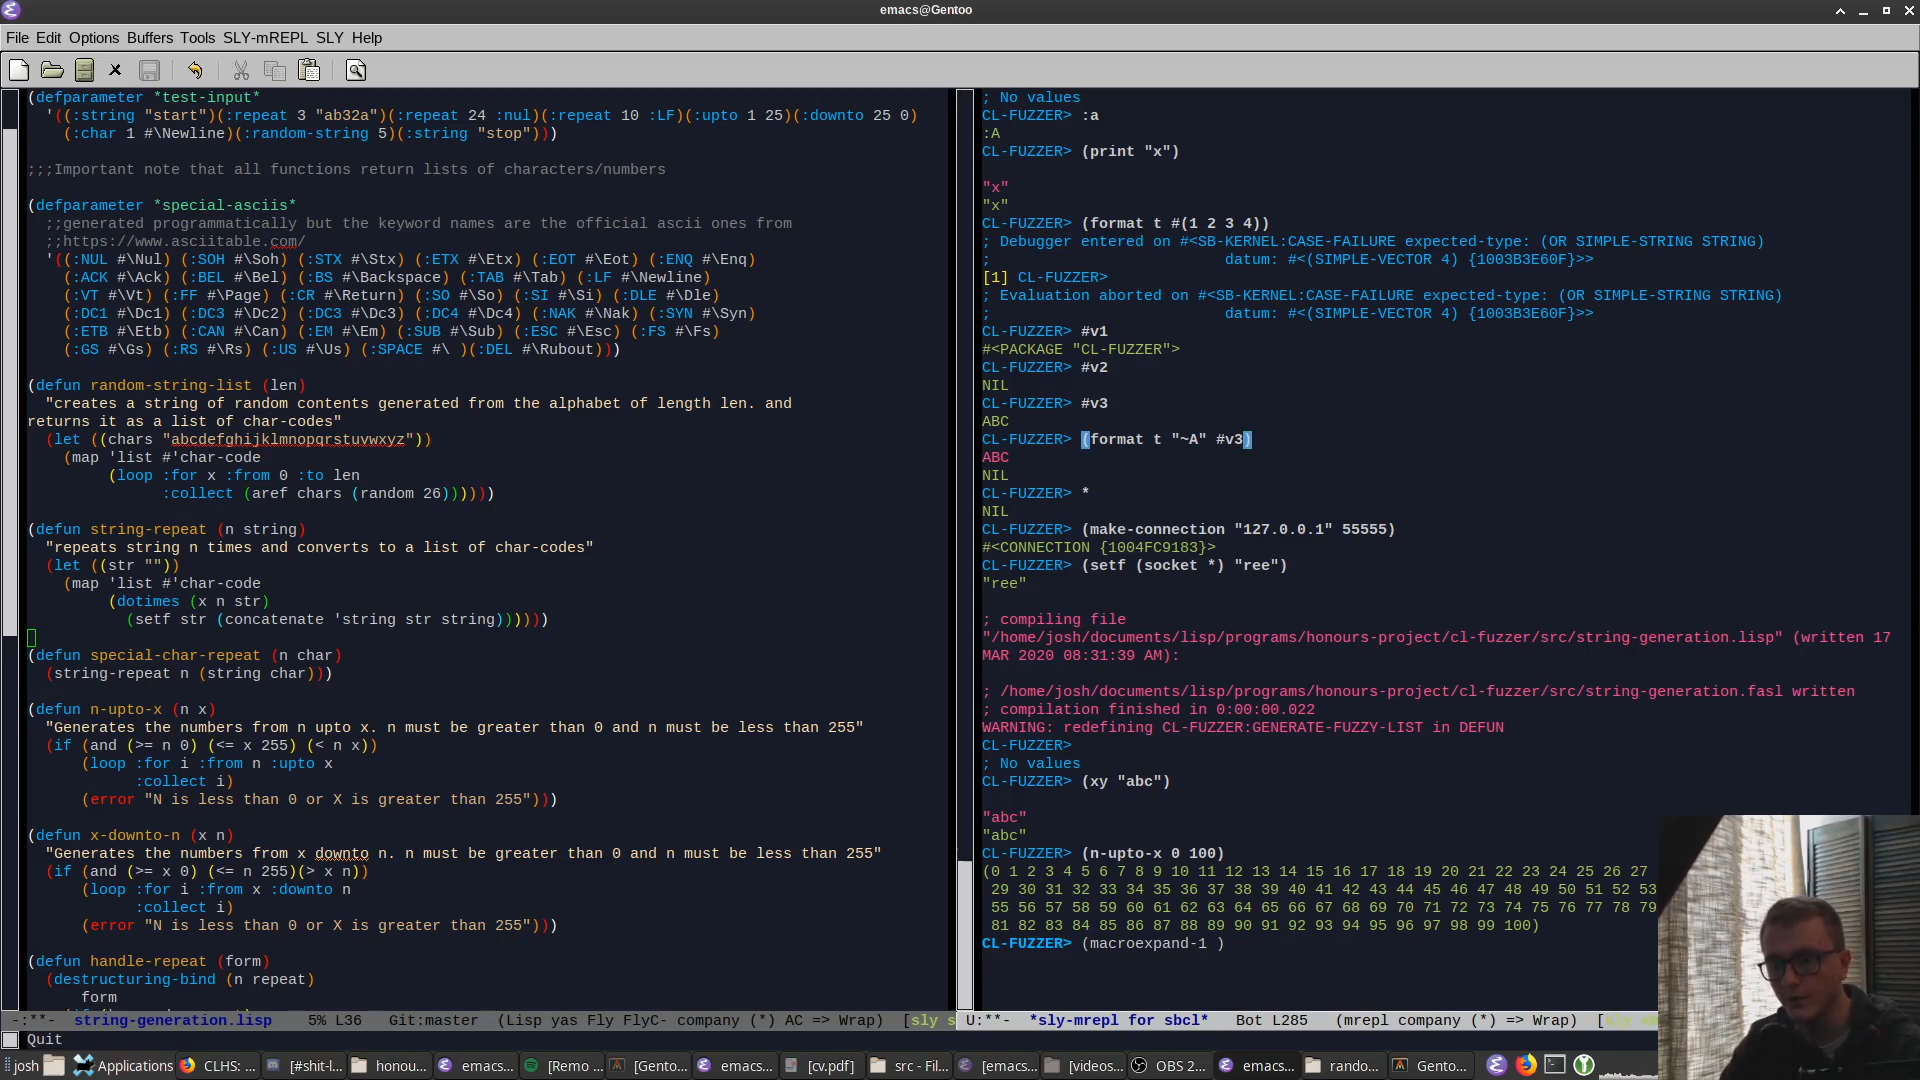 emacs@Gentoo
File Edit Options Buffers Tools SLY-mREPL SLY Help
(defparameter *test-input*
'((:string "start")(:repeat 3 "ab32a")(:repeat 24 :nul)(:repeat 10 :LF)(:upto 1 25)(:downto 25 0)
(:char 1 #\Newline)(:random-string 5)(:string "stop")))
;;;Important note that all functions return lists of characters/numbers
(defparameter *special-asciis*
;;generated programmatically but the keyword names are the official ascii ones from
;;https://www.asciitable.com/
'((:NUL #\Nul) (:SOH #\Soh) (:STX #\Stx) (:ETX #\Etx) (:EOT #\Eot) (:ENQ #\Enq)
(:ACK #\Ack) (:BEL #\Bel) (:BS #\Backspace) (:TAB #\Tab) (:LF #\Newline)
(:VT #\Vt) (:FF #\Page) (:CR #\Return) (:SO #\So) (:SI #\Si) (:DLE #\Dle)
(:DC1 #\Dc1) (:DC3 #\Dc2) (:DC3 #\Dc3) (:DC4 #\Dc4) (:NAK #\Nak) (:SYN #\Syn)
(:ETB #\Etb) (:CAN #\Can) (:EM #\Em) (:SUB #\Sub) (:ESC #\Esc) (:FS #\Fs)
(:GS #\Gs) (:RS #\Rs) (:US #\Us) (:SPACE #\ )(:DEL #\Rubout)))
(defun random-string-list (len)
"creates a string of random contents generated from the alphabet of length len. and
returns it as a list of char-codes"
(let ((chars "abcdefghijklmnopqrstuvwxyz"))
(map 'list #'char-code
(loop :for x :from 0 :to len
:collect (aref chars (random 26))))))
(defun string-repeat (n string)
"repeats string n times and converts to a list of char-codes"
(let ((str ""))
(map 'list #'char-code
(dotimes (x n str)
(setf str (concatenate 'string str string))))))
(defun special-char-repeat (n char)
(string-repeat n (string char)))
(defun n-upto-x (n x)
"Generates the numbers from n upto x. n must be greater than 0 and n must be less than 255"
(if (and (>= n 0) (<= x 255) (< n x))
(loop :for i :from n :upto x
:collect i)
(error "N is less than 0 or X is greater than 255")))
(defun x-downto-n (x n)
"Generates the numbers from x downto n. n must be greater than 0 and n must be less than 255"
(if (and (>= x 0) (<= n 255)(> x n))
(loop :for i :from x :downto n
:collect i)
(error "N is less than 0 or X is greater than 255")))
(defun handle-repeat (form)
(destructuring-bind (n repeat)
form
-:**- string-generation.lisp 5% L36 Git:master (Lisp yas Fly FlyC- company (*) AC => Wrap) [sly s
; No values
CL-FUZZER> :a
:A
CL-FUZZER> (print "x")
"x"
"x"
CL-FUZZER> (format t #(1 2 3 4))
; Debugger entered on #<SB-KERNEL:CASE-FAILURE expected-type: (OR SIMPLE-STRING STRING)
; datum: #<(SIMPLE-VECTOR 4) {1003B3E60F}>>
[1] CL-FUZZER>
; Evaluation aborted on #<SB-KERNEL:CASE-FAILURE expected-type: (OR SIMPLE-STRING STRING)
; datum: #<(SIMPLE-VECTOR 4) {1003B3E60F}>>
CL-FUZZER> #v1
#<PACKAGE "CL-FUZZER">
CL-FUZZER> #v2
NIL
CL-FUZZER> #v3
ABC
CL-FUZZER> (format t "~A" #v3)
ABC
NIL
CL-FUZZER> *
NIL
CL-FUZZER> (make-connection "127.0.0.1" 55555)
#<CONNECTION {1004FC9183}>
CL-FUZZER> (setf (socket *) "ree")
"ree"
; compiling file
"/home/josh/documents/lisp/programs/honours-project/cl-fuzzer/src/string-generation.lisp" (written 17
MAR 2020 08:31:39 AM):
; /home/josh/documents/lisp/programs/honours-project/cl-fuzzer/src/string-generation.fasl written
; compilation finished in 0:00:00.022
WARNING: redefining CL-FUZZER:GENERATE-FUZZY-LIST in DEFUN
CL-FUZZER>
; No values
CL-FUZZER> (xy "abc")
"abc"
"abc"
CL-FUZZER> (n-upto-x 0 100)
(0 1 2 3 4 5 6 7 8 9 10 11 12 13 14 15 16 17 18 19 20 21 22 23 24 25 26 27
29 30 31 32 33 34 35 36 37 38 39 40 41 42 43 44 45 46 47 48 49 50 51 52 53
55 56 57 58 59 60 61 62 63 64 65 66 67 68 69 70 71 72 73 74 75 76 77 78 79
81 82 83 84 85 86 87 88 89 90 91 92 93 94 95 96 97 98 99 100)
CL-FUZZER> (macroexpand-1 )
U:**- *sly-mrepl for sbcl* Bot L285 (mrepl company (*) => Wrap)
Quit
josh Applications CLHS: ... [#shit-l... honou... emacs... [Remo ... [Gento... emacs... [cv.pdf] src - Fil... [emacs... [videos... OBS 2... emacs... rando... Gento...